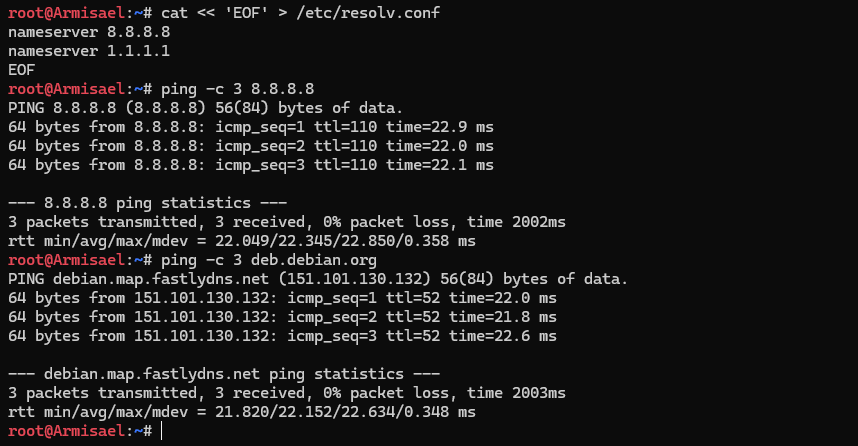 root@Armisael:~# cat << 'EOF' > /etc/resolv.conf
nameserver 8.8.8.8
nameserver 1.1.1.1
EOF
root@Armisael:~# ping -c 3 8.8.8.8
PING 8.8.8.8 (8.8.8.8) 56(84) bytes of data.
64 bytes from 8.8.8.8: icmp_seq=1 ttl=110 time=22.9 ms
64 bytes from 8.8.8.8: icmp_seq=2 ttl=110 time=22.0 ms
64 bytes from 8.8.8.8: icmp_seq=3 ttl=110 time=22.1 ms

--- 8.8.8.8 ping statistics ---
3 packets transmitted, 3 received, 0% packet loss, time 2002ms
rtt min/avg/max/mdev = 22.049/22.345/22.850/0.358 ms
root@Armisael:~# ping -c 3 deb.debian.org
PING debian.map.fastlydns.net (151.101.130.132) 56(84) bytes of data.
64 bytes from 151.101.130.132: icmp_seq=1 ttl=52 time=22.0 ms
64 bytes from 151.101.130.132: icmp_seq=2 ttl=52 time=21.8 ms
64 bytes from 151.101.130.132: icmp_seq=3 ttl=52 time=22.6 ms

--- debian.map.fastlydns.net ping statistics ---
3 packets transmitted, 3 received, 0% packet loss, time 2003ms
rtt min/avg/max/mdev = 21.820/22.152/22.634/0.348 ms
root@Armisael:~#